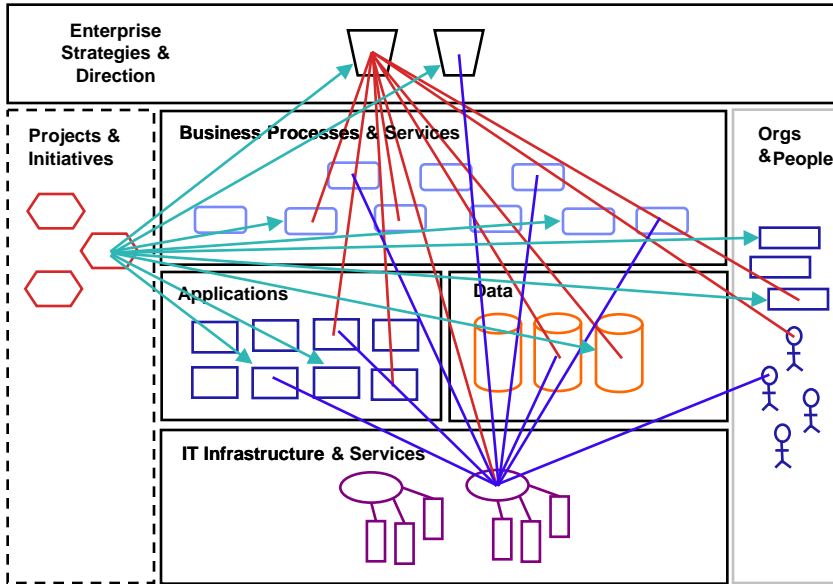 Enterprise
Strategies &
Direction
Projects &
Initiatives
Business Processes & Services
Orgs
&People
Applications
Data
IT Infrastructure & Services